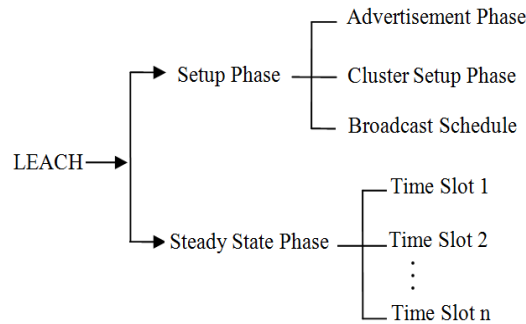 Advertisement Phase
Setup Phase
Cluster Setup Phase
Broadcast Schedule
LEACH
Time Slot 1
Steady State Phase
Time Slot 2
Time Slot n